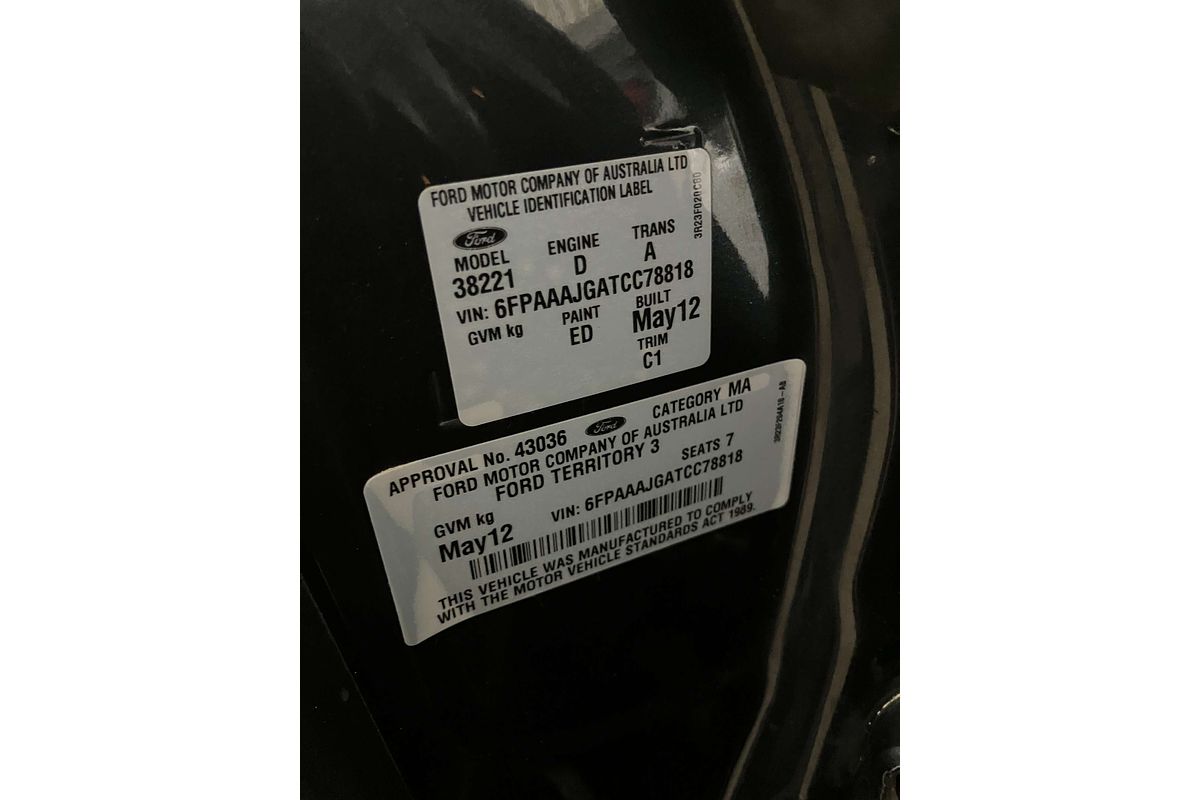 FORD MOTOR COMPANY OF AUSTRALIA LTD
VEHICLE IDENTIFICATION LABEL
Ford
MODEL ENGINE TRANS
38221 D A
VIN: 6FPAAAJGATCC78818
GVM kg PAINT BUILT
ED May12
TRIM
C1
3R23F020C80
APPROVAL No. 43036 Ford CATEGORY MA
FORD MOTOR COMPANY OF AUSTRALIA LTD
FORD TERRITORY 3 SEATS 7
GVM kg VIN: 6FPAAAJGATCC78818
May12
THIS VEHICLE WAS MANUFACTURED TO COMPLY
WITH THE MOTOR VEHICLE STANDARDS ACT 1989.